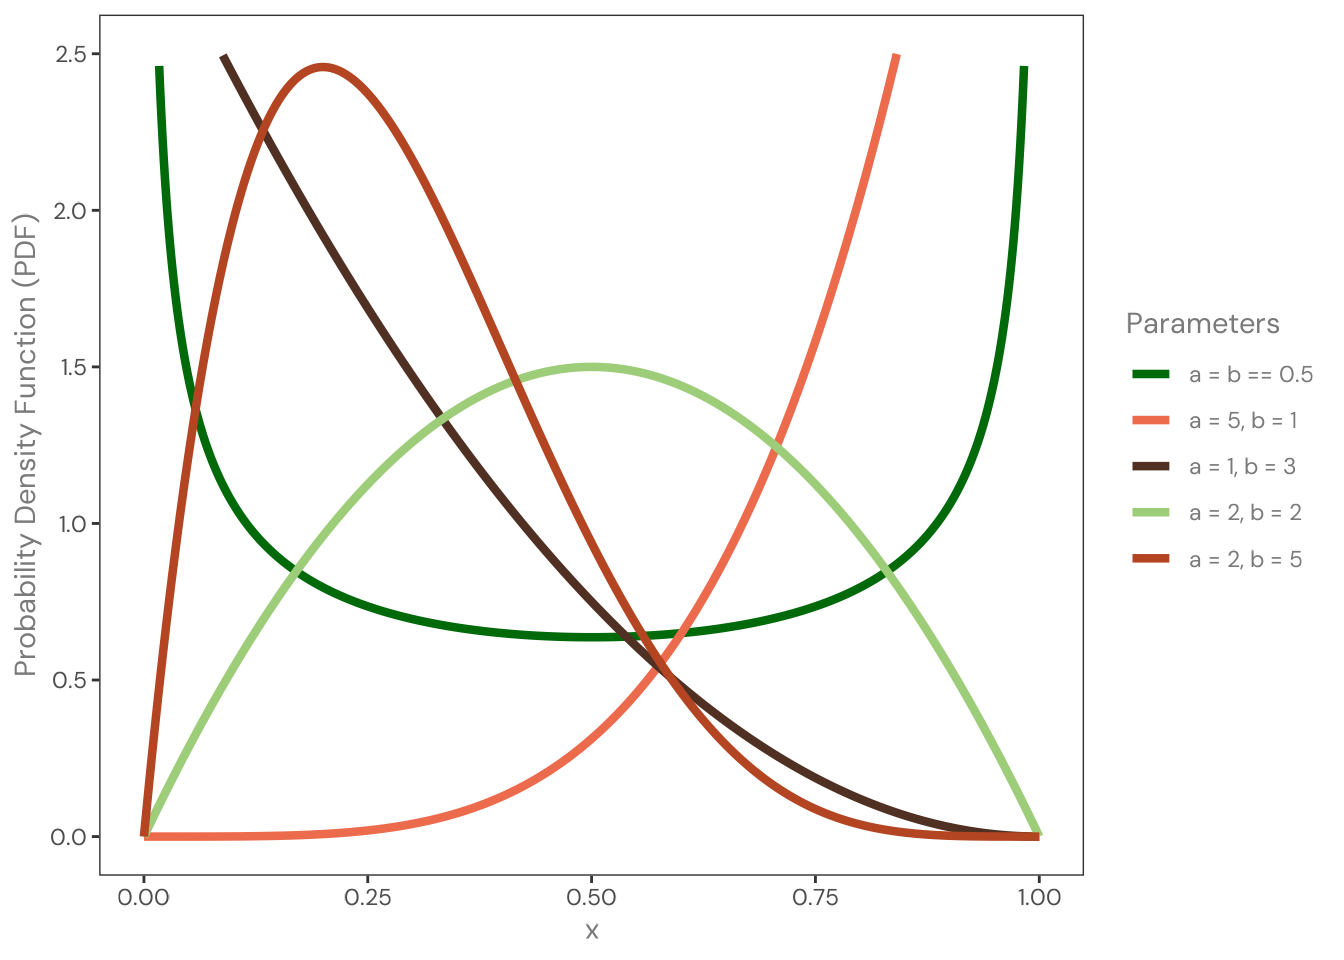 Probability Density Function (PDF)
2.5
2.0
1.5
1.0
0.5
0.0
0.00 0.25 0.50 0.75 1.00
x
Parameters
a = b == 0.5
a = 5, b = 1
a = 1, b = 3
a = 2, b = 2
a = 2, b = 5